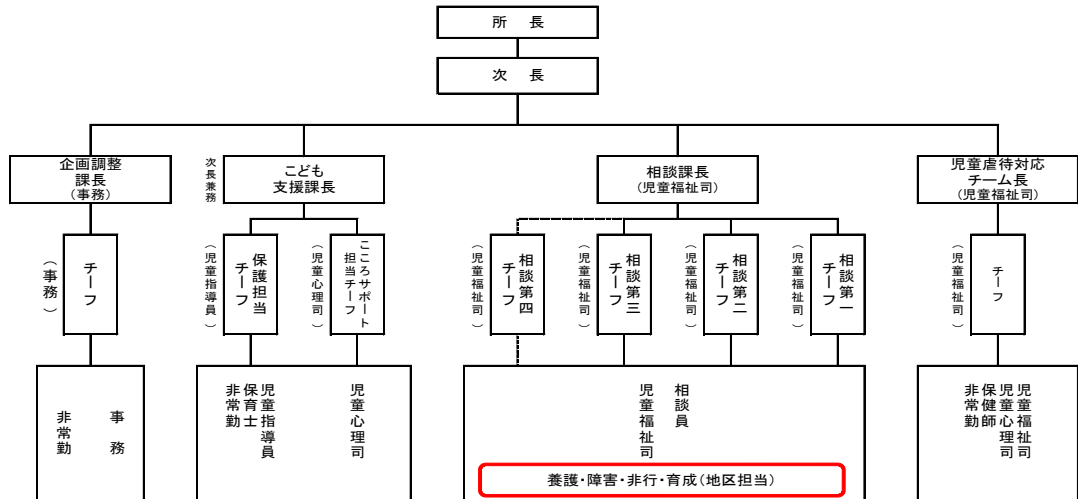 所　長
次　長
企画調整
課長
(事務)
次長兼務
こども
支援課長
相談課長
(児童福祉司)
児童虐待対応
チーム長
(児童福祉司)
チーフ
(事務)
保護担当
チーフ
(児童指導員)
こころサポート
担当チーフ
(児童心理司)
相談第四
チーフ
(児童福祉司)
相談第三
チーフ
(児童福祉司)
相談第二
チーフ
(児童福祉司)
相談第一
チーフ
(児童福祉司)
チーフ
(児童福祉司)
事　務
非常勤
児童心理司
児童指導員
保育士
非常勤
相談員
児童福祉司
養護・障害・非行・育成(地区担当)
児童福祉司
児童心理司
保健師
非常勤